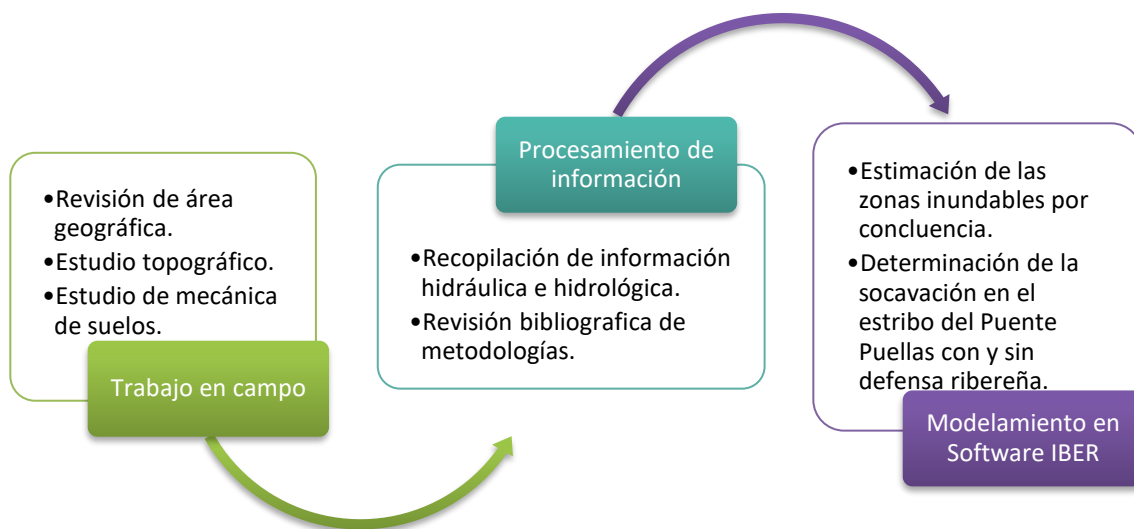 •Revisión de área
geográfica.
•Estudio topográfico.
•Estudio de mecánica
de suelos.
Trabajo en campo
Procesamiento de
información
•Recopilación de información
hidráulica e hidrológica.
•Revisión bibliografica de
metodologías.
•Estimación de las
zonas inundables por
concluencia.
•Determinación de la
socavación en el
estribo del Puente
Puellas con y sin
defensa ribereña.
Modelamiento en
Software IBER